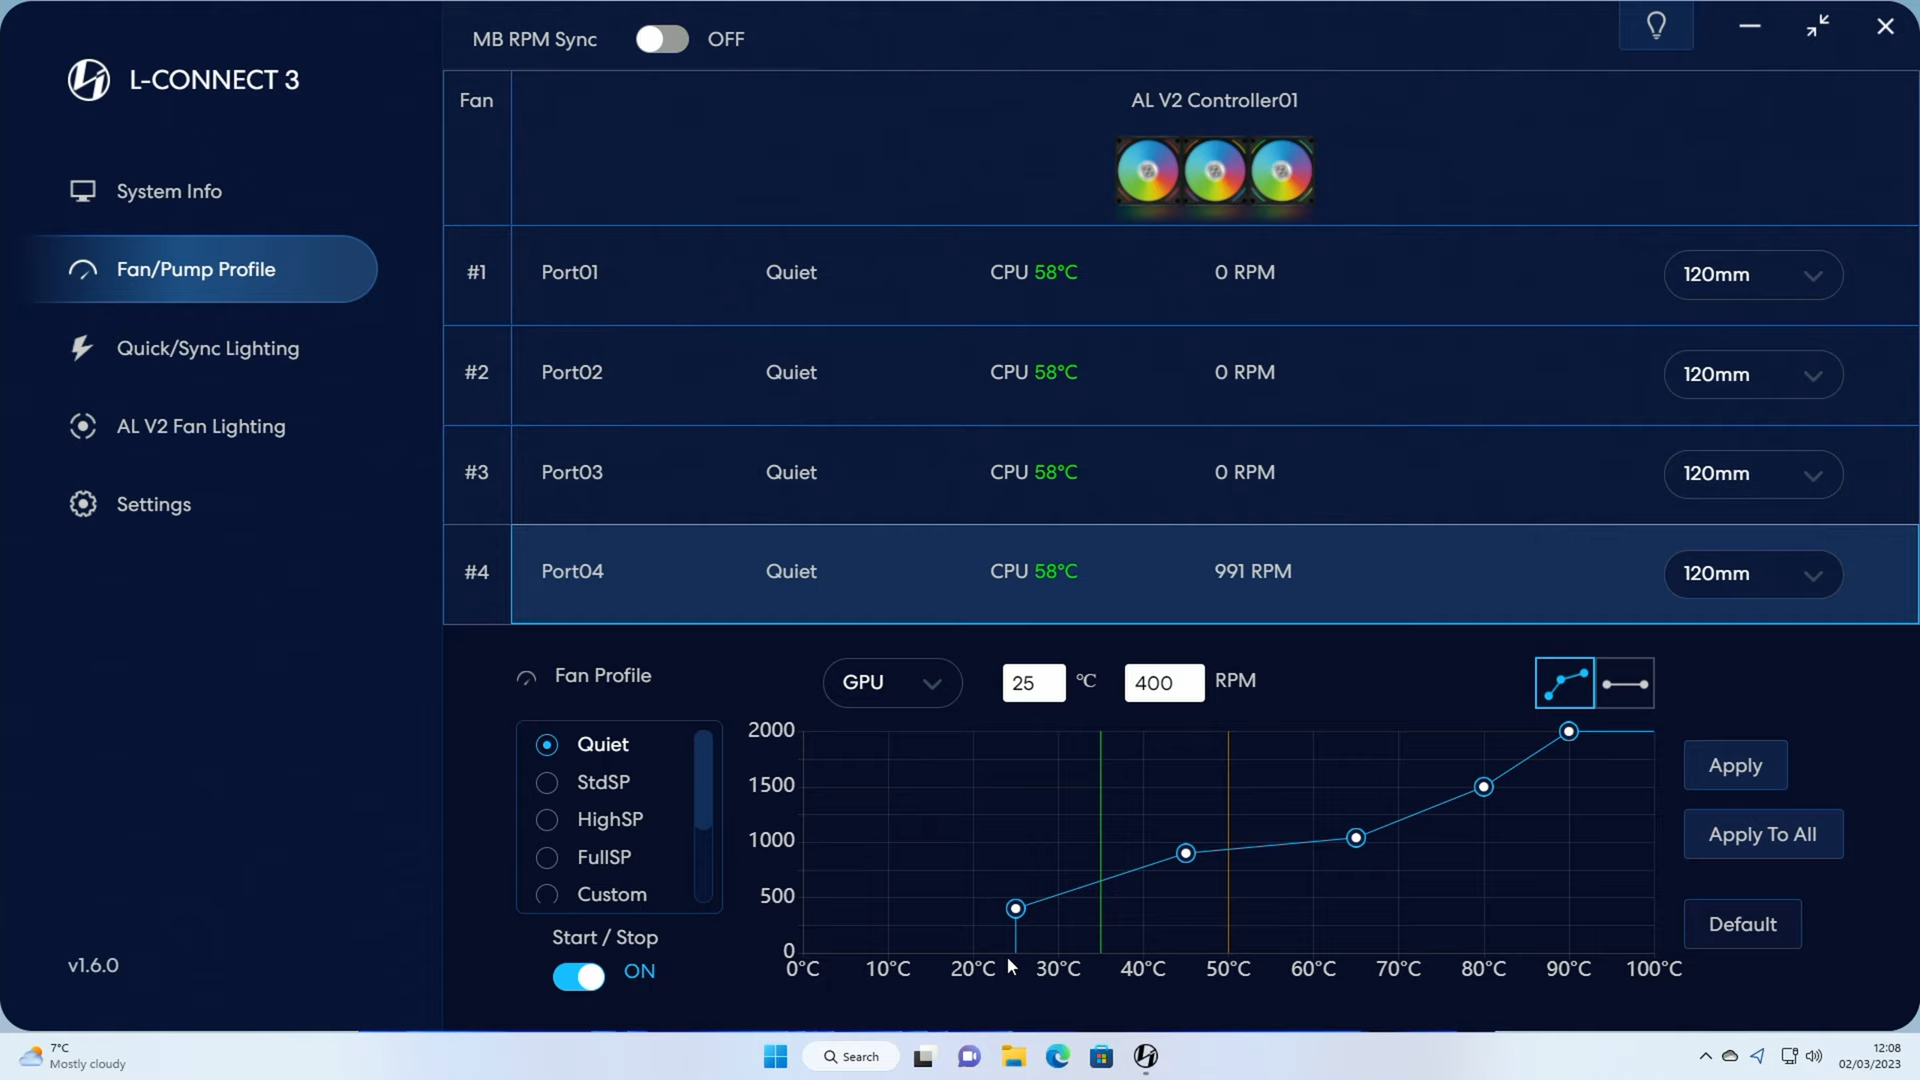 L-CONNECT 3
System Info
Fan/Pump Profile
Quick/Sync Lighting
AL V2 Fan Lighting
Settings
v1.6.0
MB RPM Sync OFF
Fan AL V2 Controller01
#1 Port01 Quiet CPU 58°C 0 RPM 120mm
#2 Port02 Quiet CPU 58°C 0 RPM 120mm
#3 Port03 Quiet CPU 58°C 0 RPM 120mm
#4 Port04 Quiet CPU 58°C 991 RPM 120mm
Fan Profile GPU 25 °C 400 RPM
Quiet
StdSP
HighSP
FullSP
Custom
Start / Stop
ON
2000
1500
1000
500
0
0°C 10°C 20°C 30°C 40°C 50°C 60°C 70°C 80°C 90°C 100°C
Apply
Apply To All
Default
7°C
Mostly cloudy
Search
12:08
02/03/2023